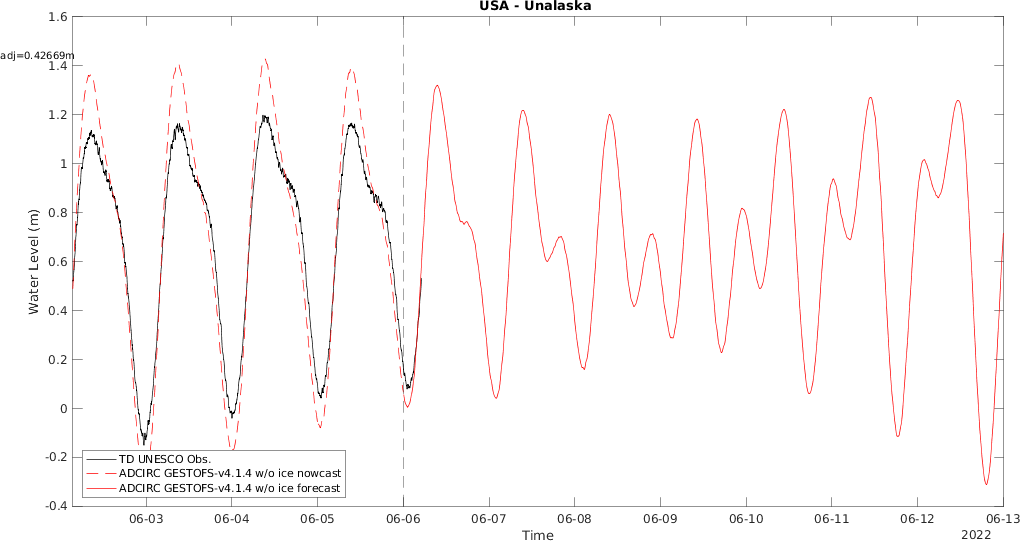 USA - Unalaska
adj=0.42669m
1.6
1.4
1.2
1
0.8
0.6
0.4
0.2
0
-0.2
-0.4
Water Level (m)
TD UNESCO Obs.
ADCIRC GESTOFS-v4.1.4 w/o ice nowcast
ADCIRC GESTOFS-v4.1.4 w/o ice forecast
06-03 06-04 06-05 06-06 06-07 06-08 06-09 06-10 06-11 06-12 06-13
Time
2022